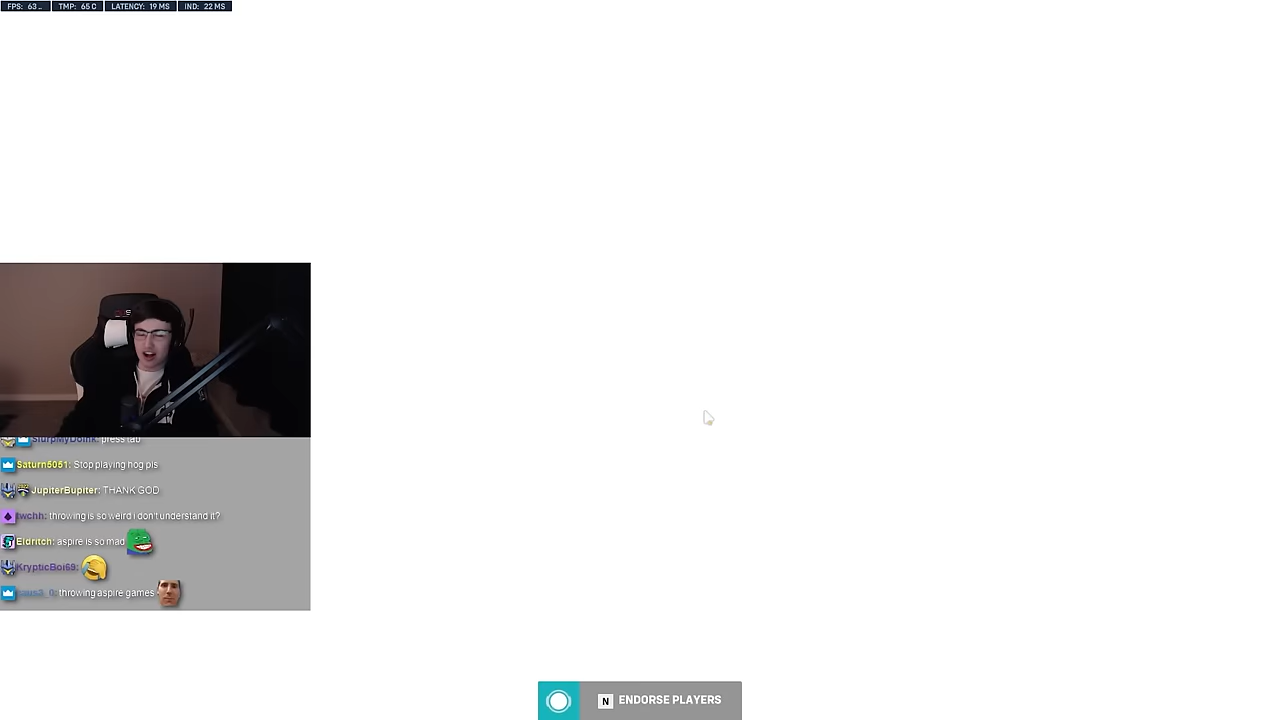 FPS: 63 .. TMP: 65 C LATENCY: 19 MS IND: 22 MS
SlurpMyDoink: press tab
Saturn5051: Stop playing hog pls
JupiterBupiter: THANK GOD
twchh: throwing is so weird i don't understand it?
Eldritch: aspire is so mad
KrypticBoi69:
throwing aspire games
N ENDORSE PLAYERS